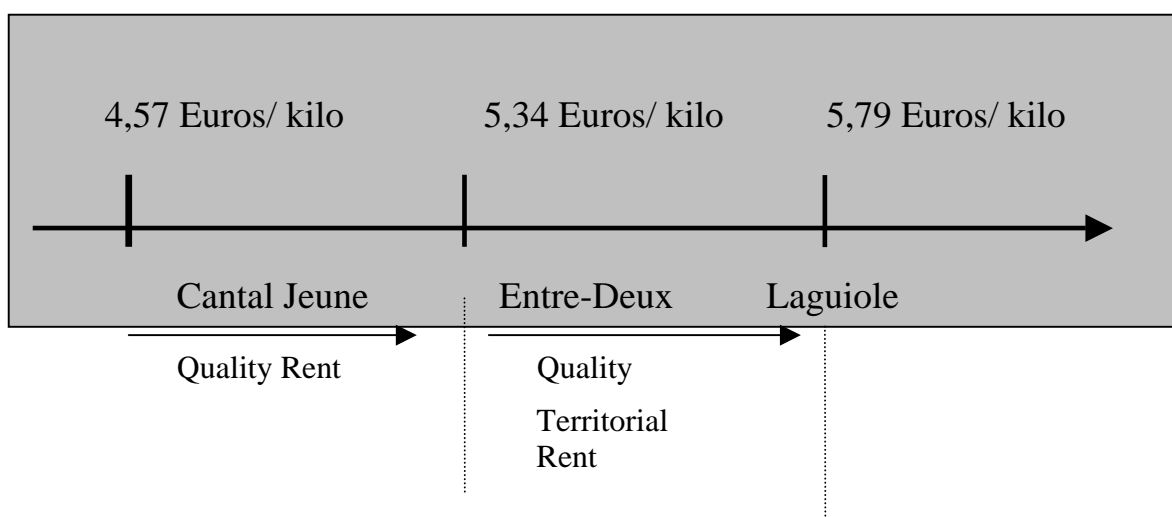 4,57 Euros/ kilo
5,34 Euros/ kilo
5,79 Euros/ kilo
Cantal Jeune
Entre-Deux
Laguiole
Quality Rent
Quality
Territorial
Rent